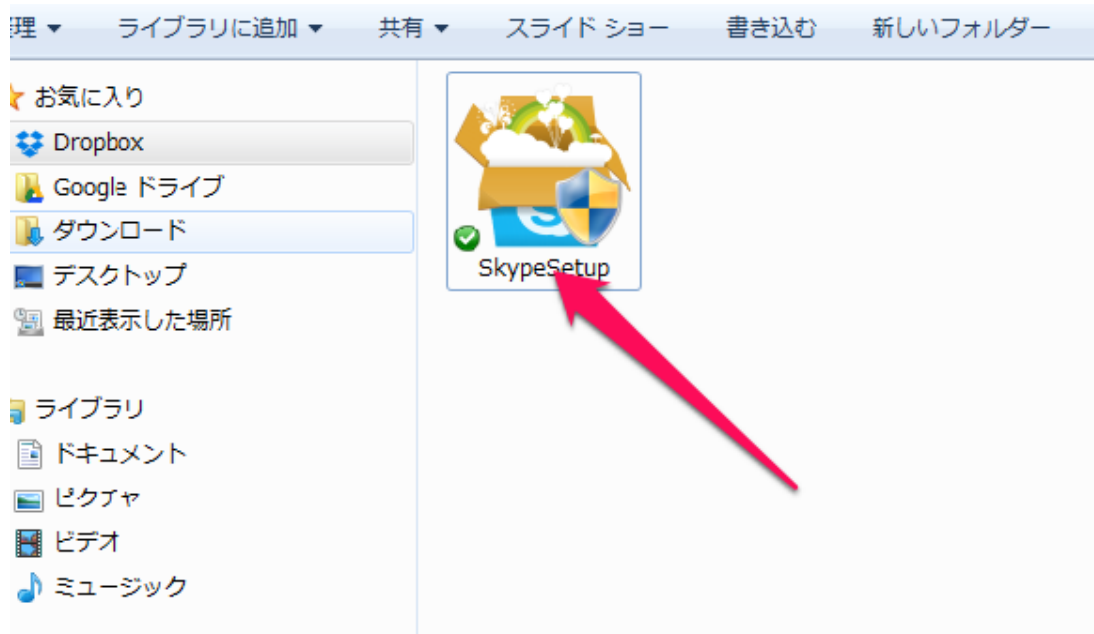 理 ライブラリに追加 共有 スライド ショー 書き込む 新しいフォルダー
お気に入り
Dropbox
Google ドライブ
ダウンロード
デスクトップ
最近表示した場所
ライブラリ
ドキュメント
ピクチャ
ビデオ
ミュージック
SkypeSetup